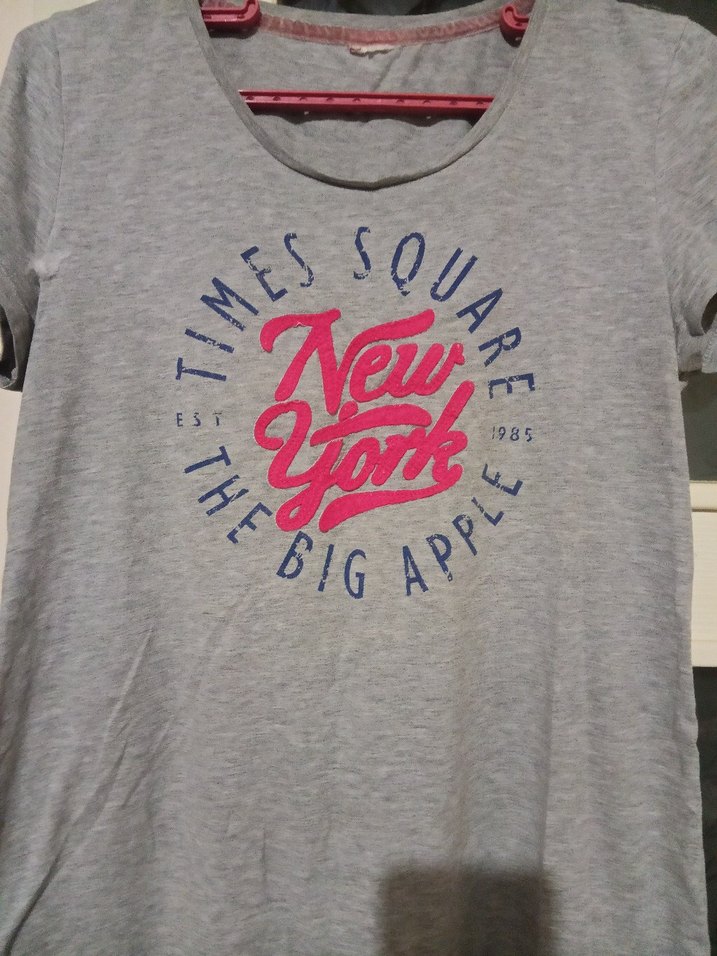 TIMES SQUARE
New
York
EST 1985
THE BIG APPLE